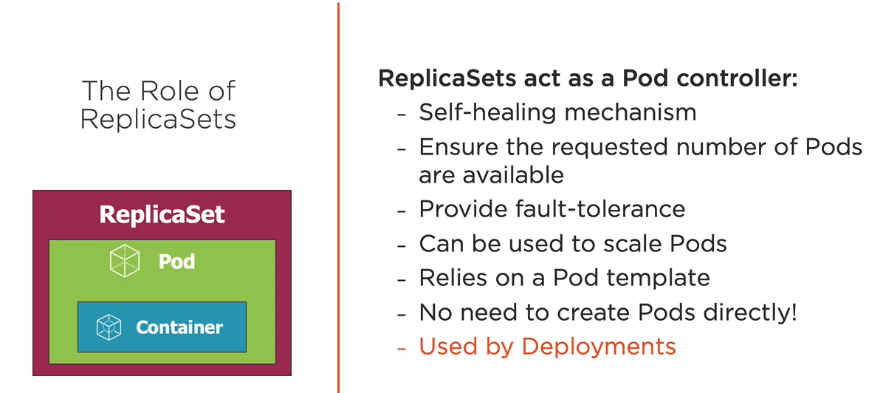 The Role of
ReplicaSets
ReplicaSet
Pod
Container
ReplicaSets act as a Pod controller:
- Self-healing mechanism
- Ensure the requested number of Pods
are available
- Provide fault-tolerance
- Can be used to scale Pods
- Relies on a Pod template
- No need to create Pods directly!
- Used by Deployments